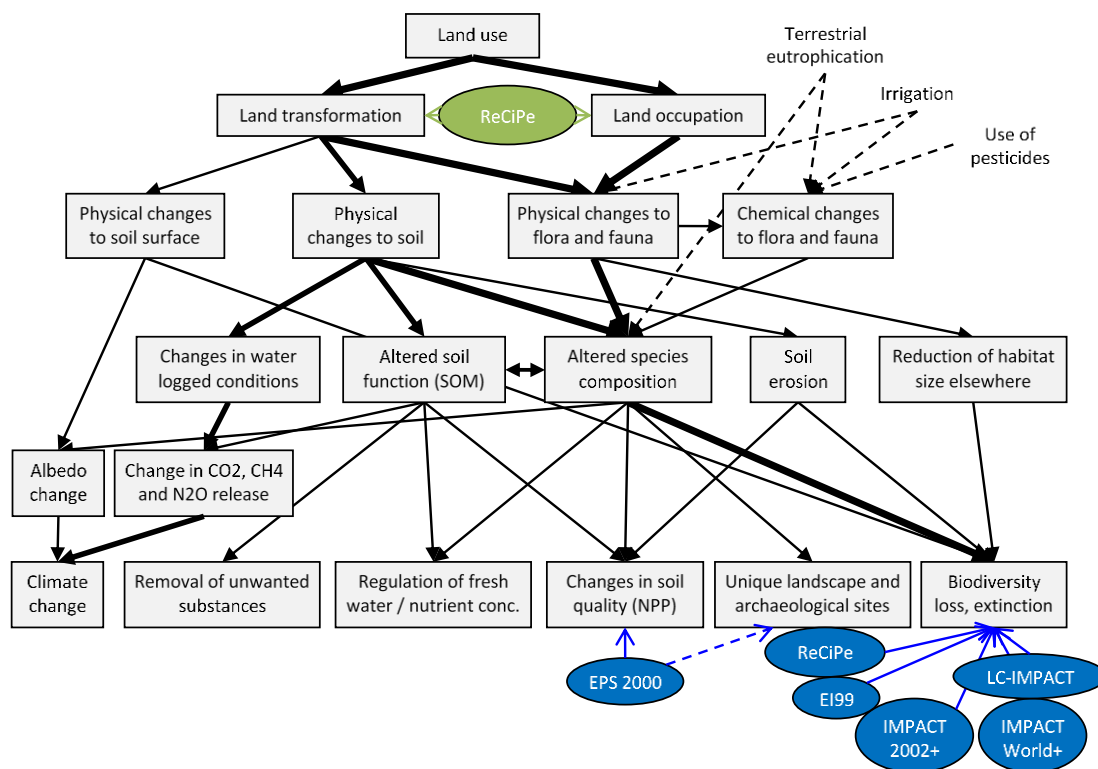 Land use
Terrestrial
eutrophication
Irrigation
Land transformation
ReCiPe
Land occupation
Use of
pesticides
Physical changes
to soil surface
Physical
changes to soil
Physical changes to
flora and fauna
Chemical changes
to flora and fauna
Changes in water
logged conditions
Altered soil
function (SOM)
Altered species
composition
Soil
erosion
Reduction of habitat
size elsewhere
Albedo
change
Change in CO2, CH4
and N2O release
Climate
change
Removal of unwanted
substances
Regulation of fresh
water / nutrient conc.
Changes in soil
quality (NPP)
Unique landscape and
archaeological sites
Biodiversity
loss, extinction
EPS 2000
ReCiPe
EI99
LC-IMPACT
IMPACT
2002+
IMPACT
World+